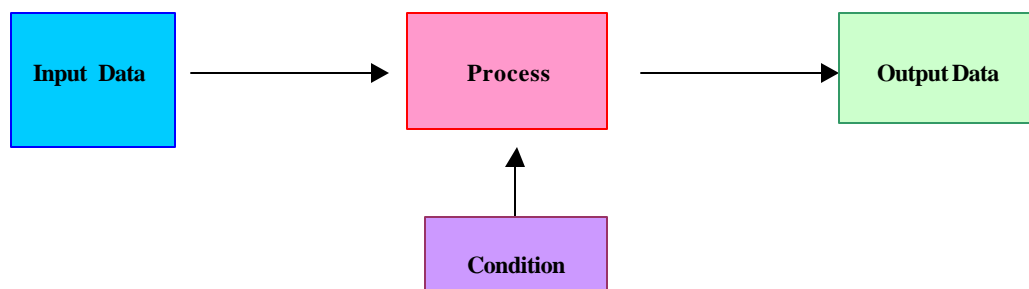 Input Data
Process
Output Data
Condition